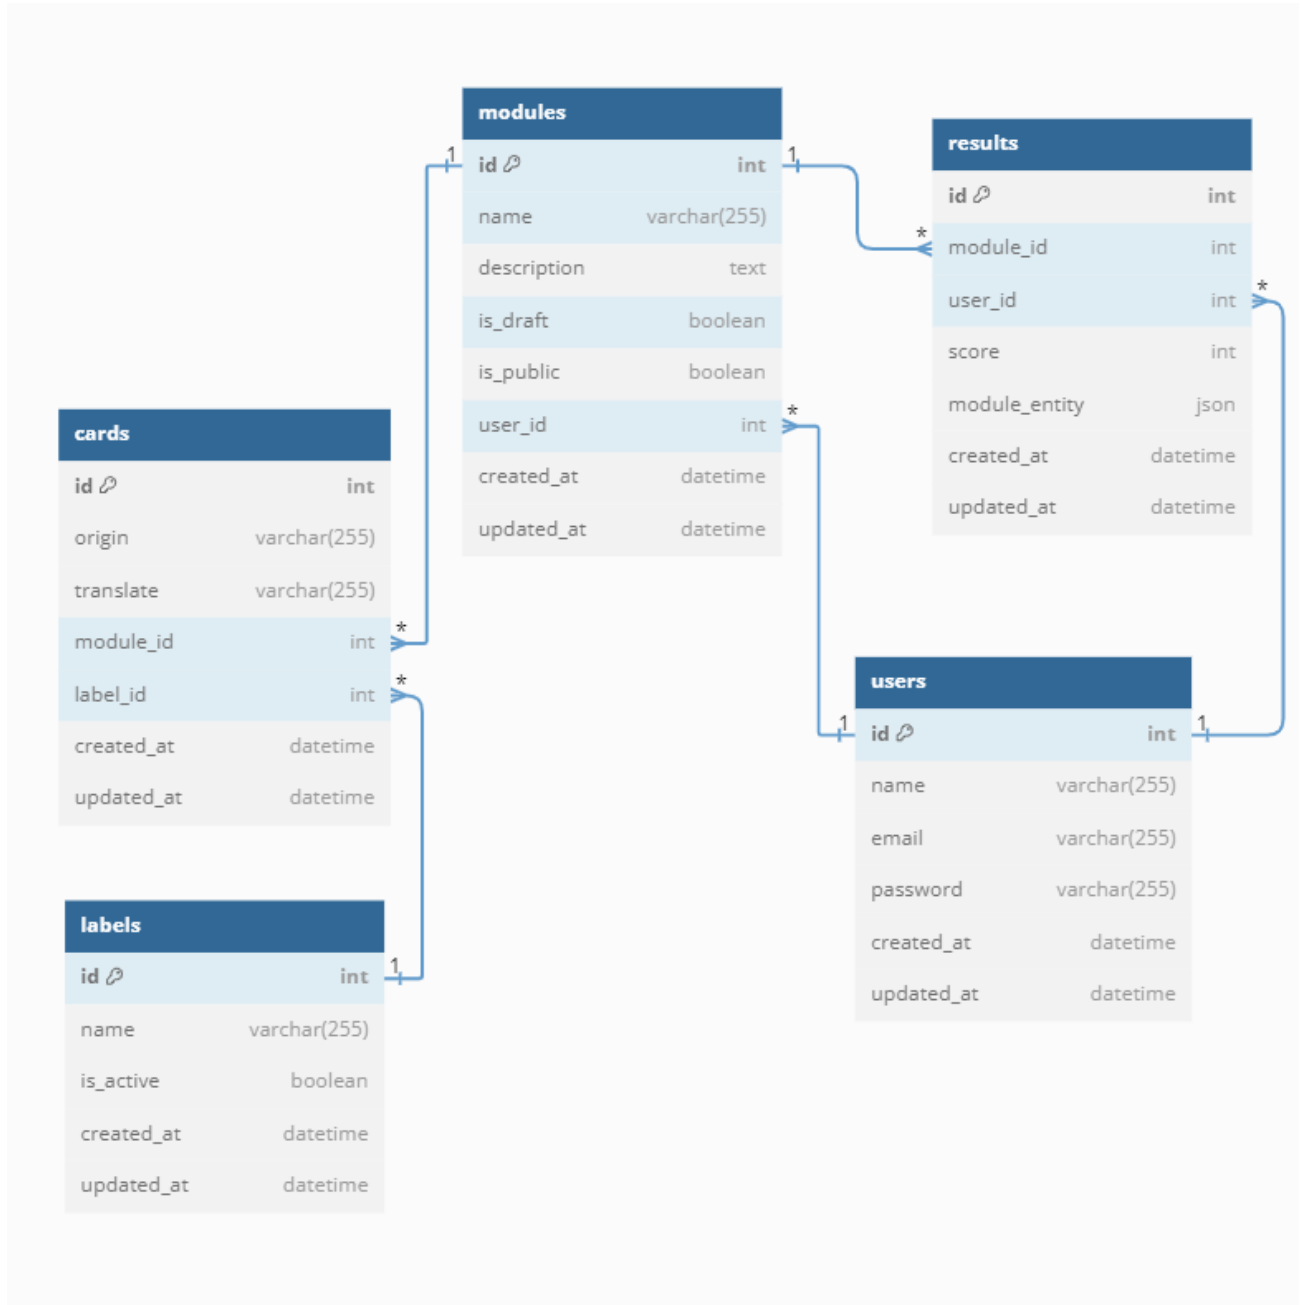 modules
1
id int
1
name varchar(255)
description text
is_draft boolean
is_public boolean
*
user_id int
created_at datetime
updated_at datetime
results
id int
*
module_id int
*
user_id int
score int
module_entity json
created_at datetime
updated_at datetime
cards
id int
origin varchar(255)
translate varchar(255)
*
module_id int
*
label_id int
created_at datetime
updated_at datetime
users
1
id int
1
name varchar(255)
email varchar(255)
password varchar(255)
created_at datetime
updated_at datetime
labels
1
id int
name varchar(255)
is_active boolean
created_at datetime
updated_at datetime